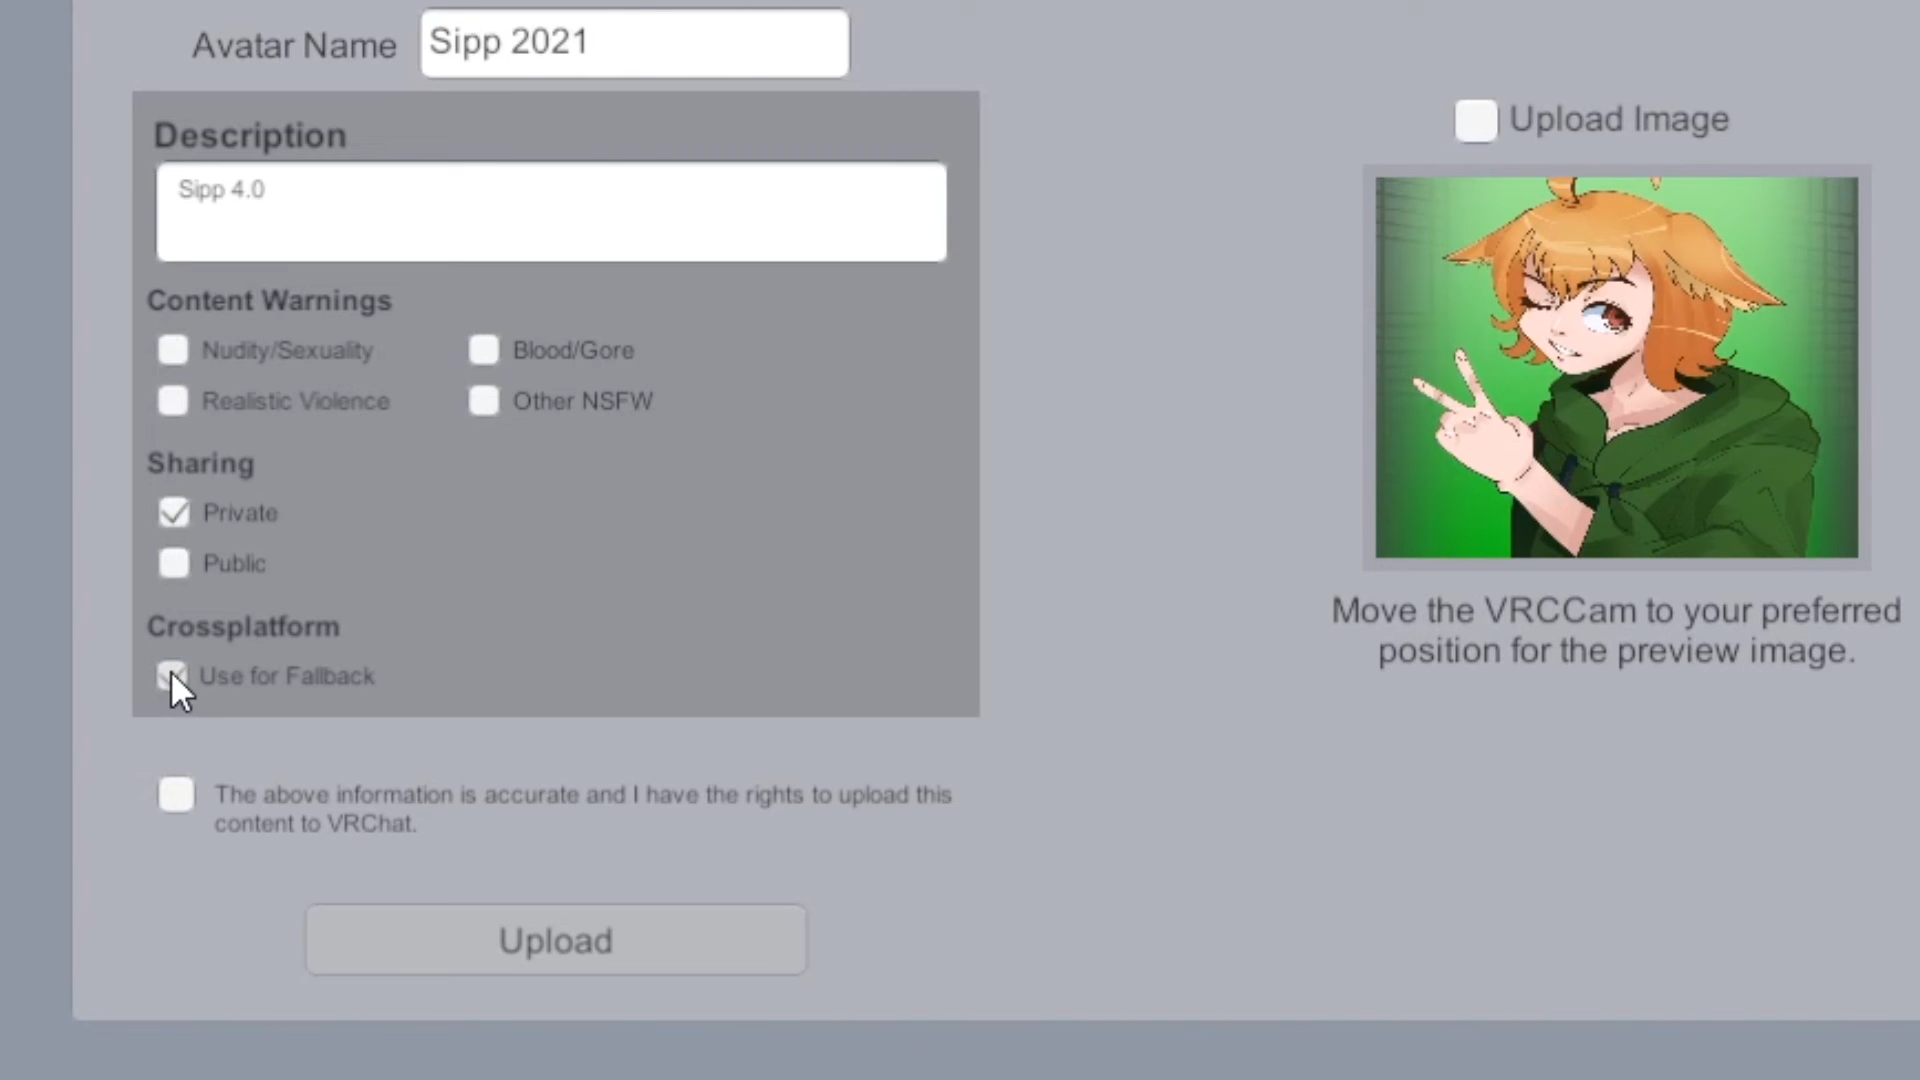 Avatar Name
Sipp 2021
Description
Sipp 4.0
Content Warnings
Nudity/Sexuality
Blood/Gore
Realistic Violence
Other NSFW
Sharing
Private
Public
Crossplatform
Use for Fallback
The above information is accurate and I have the rights to upload this
content to VRChat.
Upload
Upload Image
Move the VRCCam to your preferred
position for the preview image.